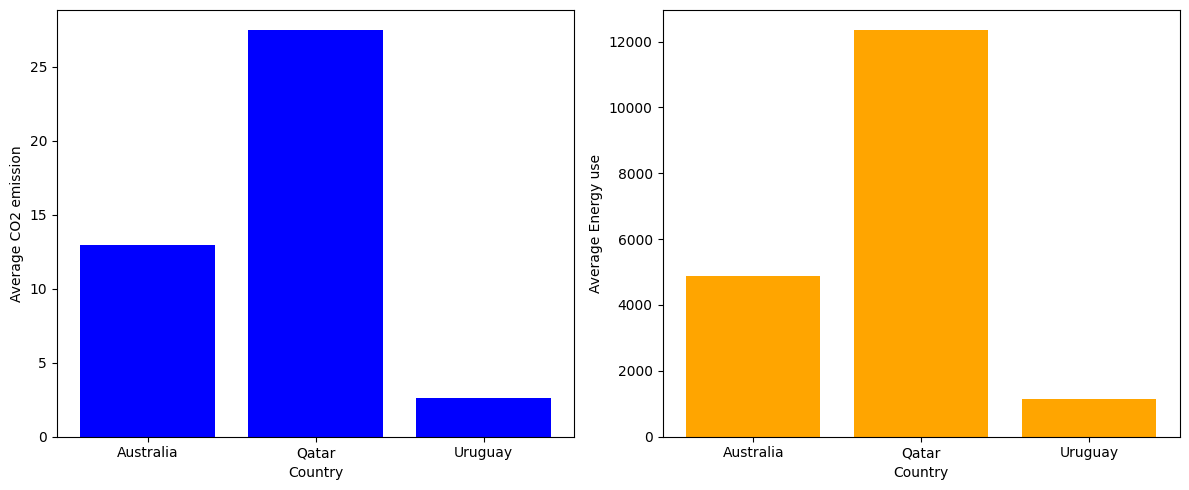 Average CO2 emission
25
20
15
10
5
0
Australia Qatar Uruguay
Country
Average Energy use
12000
10000
8000
6000
4000
2000
0
Australia Qatar Uruguay
Country